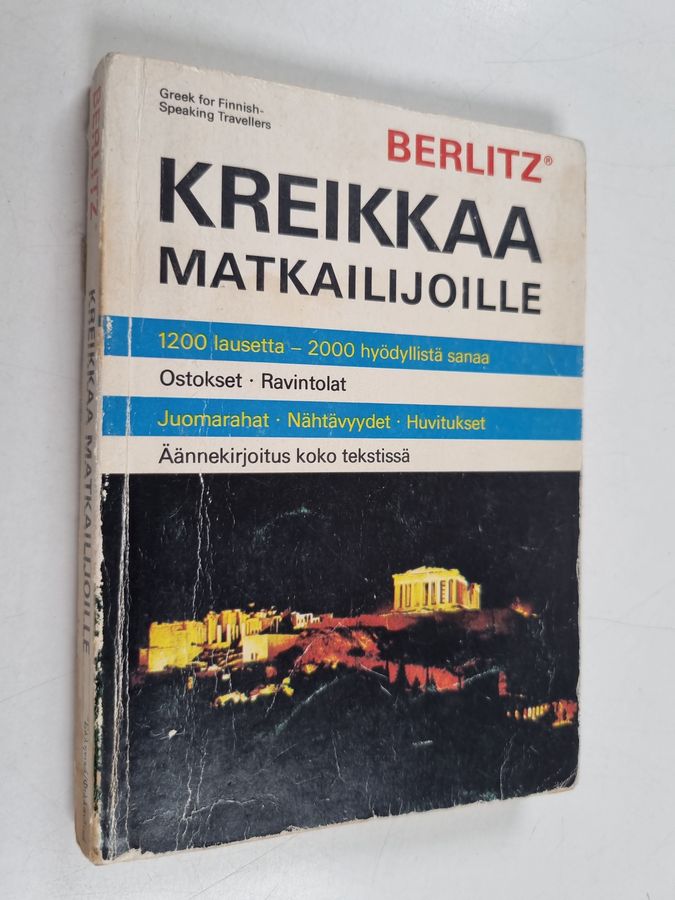 Greek for Finnish-
Speaking Travellers
BERLITZ®
KREIKKAA
MATKAILIJOILLE
1200 lausetta – 2000 hyödyllistä sanaa
Ostokset · Ravintolat
Juomarahat · Nähtävyydet · Huvitukset
Äännekirjoitus koko tekstissä
BERLITZ® KREIKKAA MATKAILIJOILLE